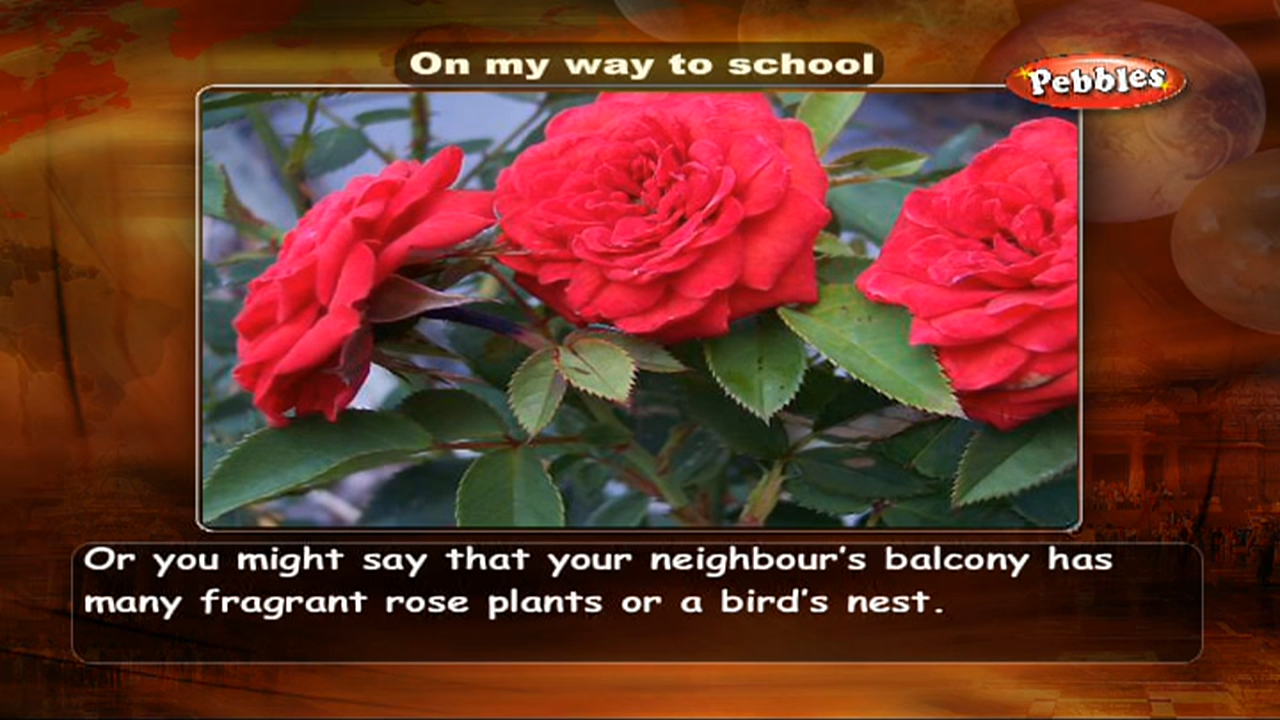 On my way to school
Pebbles
Or you might say that your neighbour's balcony has
many fragrant rose plants or a bird's nest.